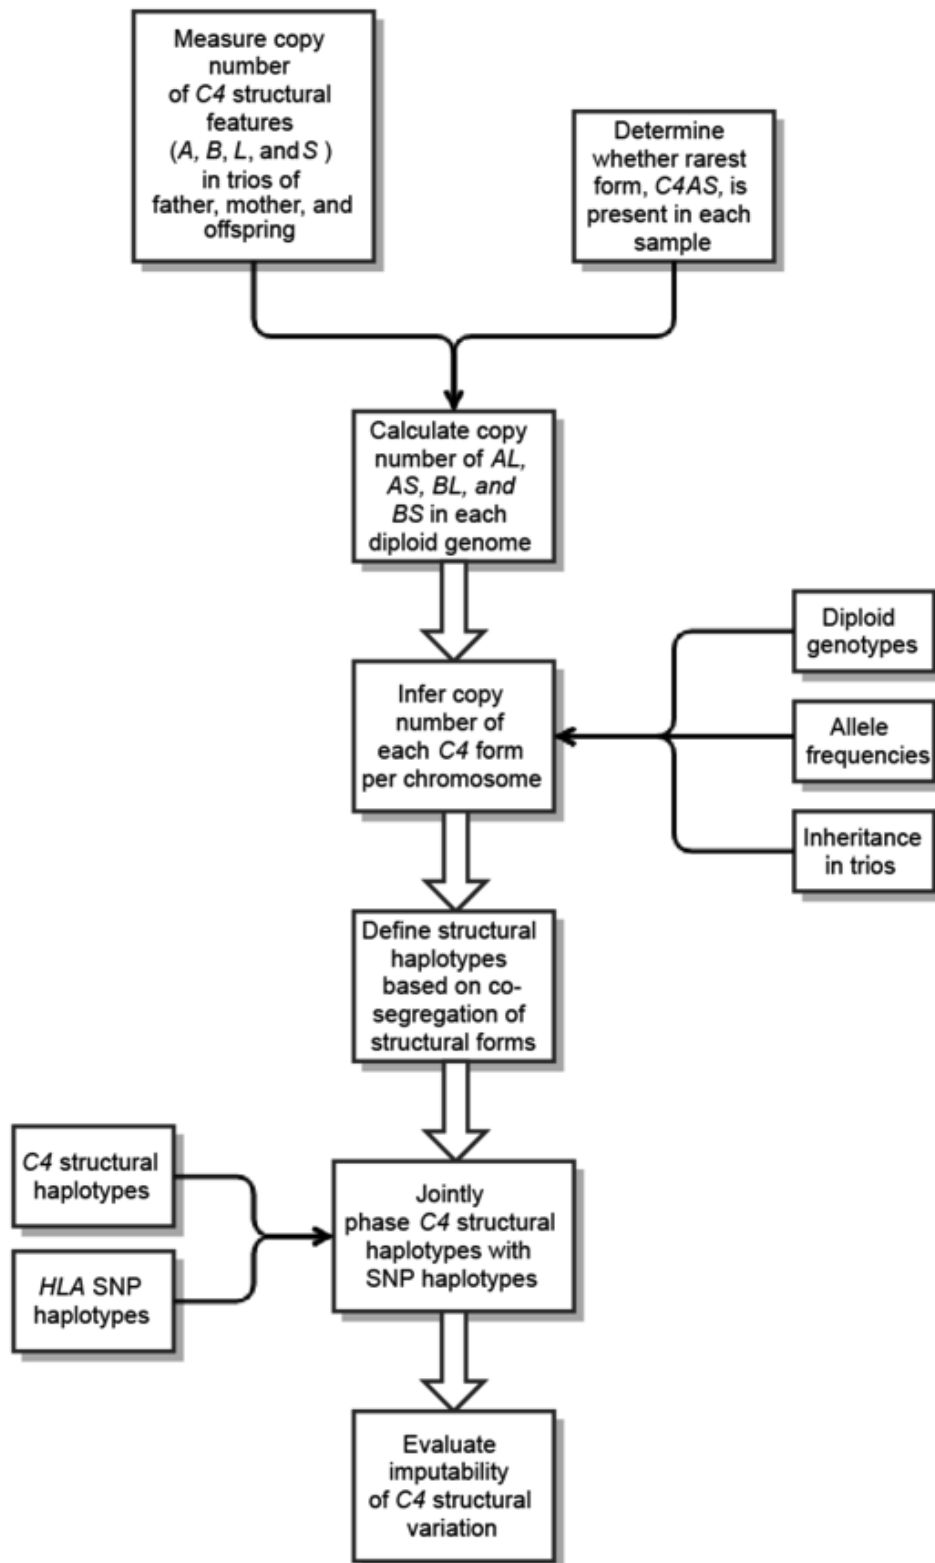 Measure copy
number
of C4 structural
features
(A, B, L, and S )
in trios of
father, mother, and
offspring
Determine
whether rarest
form, C4AS, is
present in each
sample
Calculate copy
number of AL,
AS, BL, and
BS in each
diploid genome
Infer copy
number of
each C4 form
per chromosome
Diploid
genotypes
Allele
frequencies
Inheritance
in trios
Define structural
haplotypes
based on co-
segregation of
structural forms
C4 structural
haplotypes
HLA SNP
haplotypes
Jointly
phase C4 structural
haplotypes with
SNP haplotypes
Evaluate
imputability
of C4 structural
variation